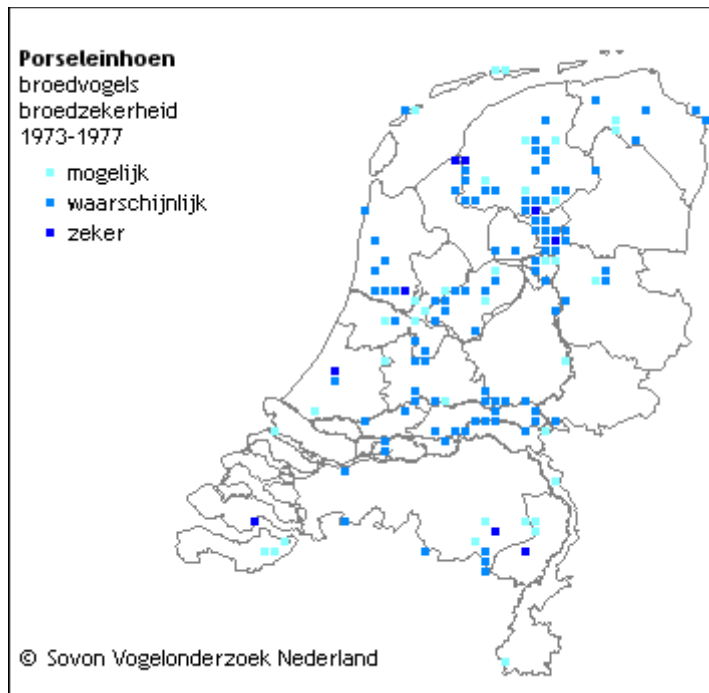 Porseleinhoen
broedvogels
broedzekerheid
1973-1977
mogelijk
waarschijnlijk
zeker
© Sovon Vogelonderzoek Nederland